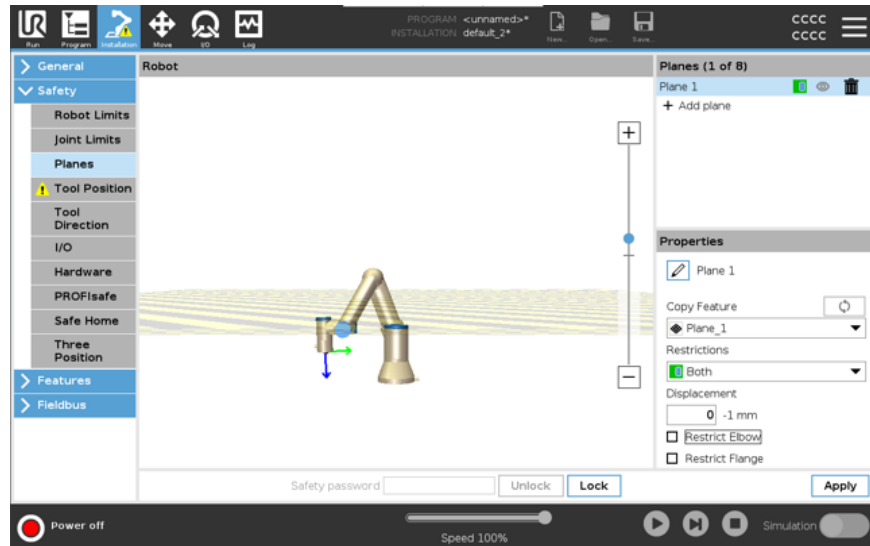 PROGRAM <unnamed>*
INSTALLATION default_2*
UR
Run
Program
Installation
Move
I/O
Log
New...
Open...
Save...
CCCC
CCCC
General
Safety
Robot Limits
Joint Limits
Planes
Tool Position
Tool
Direction
I/O
Hardware
PROFIsafe
Safe Home
Three
Position
Features
Fieldbus
Robot
Planes (1 of 8)
Plane 1
+ Add plane
Properties
Plane 1
Copy Feature
Plane_1
Restrictions
Both
Displacement
0 -1 mm
Restrict Elbow
Restrict Flange
Safety password
Unlock
Lock
Apply
Power off
Speed 100%
Simulation